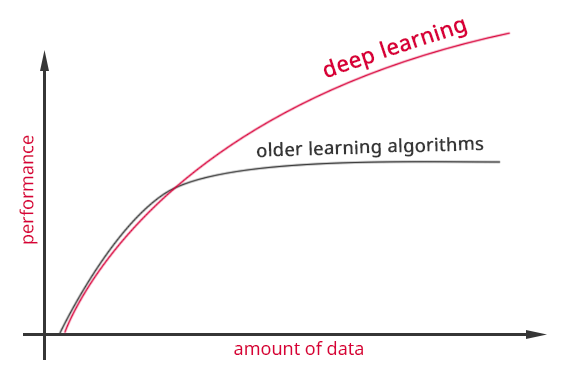 deep learning
older learning algorithms
performance
amount of data